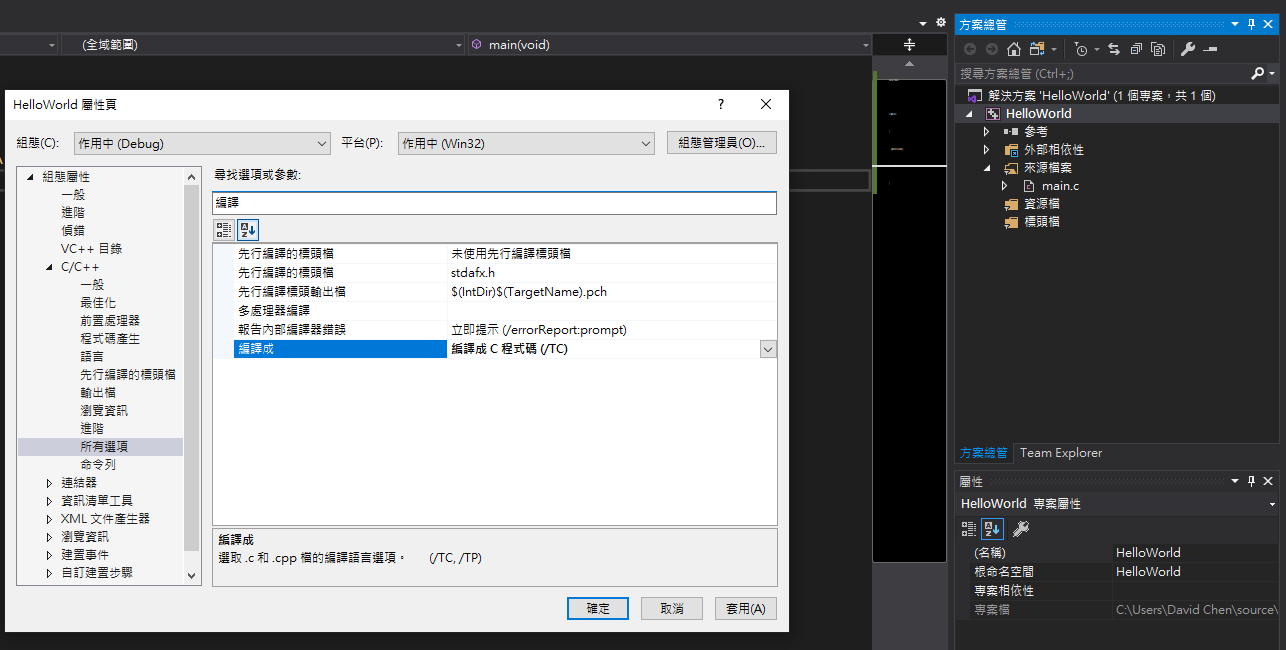 (全域範圍)
main(void)
HelloWorld 屬性頁
?
組態(C):
作用中 (Debug)
平台(P):
作用中 (Win32)
組態管理員(O)...
組態屬性
一般
進階
偵錯
VC++ 目錄
C/C++
一般
最佳化
前置處理器
程式碼產生
語言
先行編譯的標頭檔
輸出檔
瀏覽資訊
進階
所有選項
命令列
連結器
資訊清單工具
XML 文件產生器
瀏覽資訊
建置事件
自訂建置步驟
尋找選項或參數:
編譯
先行編譯的標頭檔 未使用先行編譯標頭檔
先行編譯的標頭檔 stdafx.h
先行編譯標頭輸出檔 $(IntDir)$(TargetName).pch
多處理器編譯
報告內部編譯器錯誤 立即提示 (/errorReport:prompt)
編譯成 編譯成 C 程式碼 (/TC)
編譯成
選取 .c 和 .cpp 檔的編譯語言選項。 (/TC, /TP)
確定
取消
套用(A)
方案總管
搜尋方案總管 (Ctrl+;)
解決方案 'HelloWorld' (1 個專案，共 1 個)
HelloWorld
參考
外部相依性
來源檔案
main.c
資源檔
標頭檔
方案總管
Team Explorer
屬性
HelloWorld 專案屬性
(名稱) HelloWorld
根命名空間 HelloWorld
專案相依性
專案檔 C:\Users\David Chen\source\